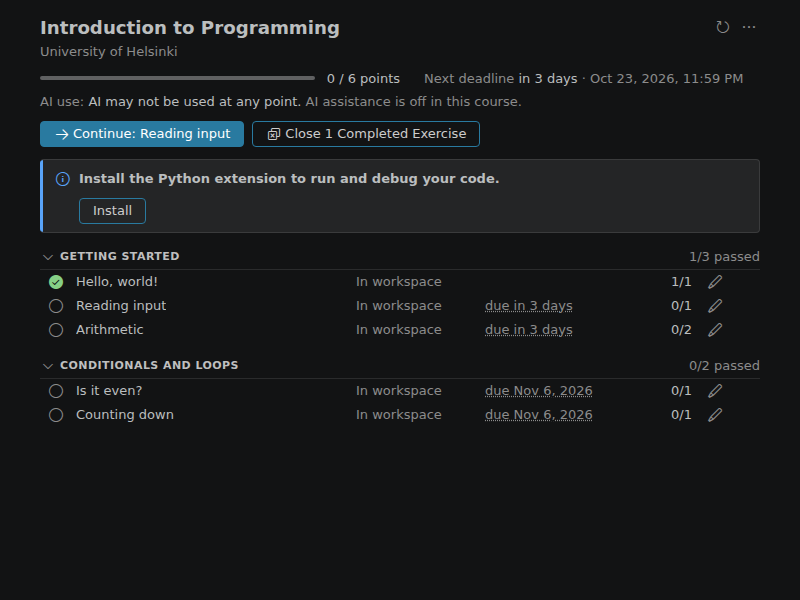 Introduction to Programming
University of Helsinki
0 / 6 points Next deadline in 3 days · Oct 23, 2026, 11:59 PM
AI use: AI may not be used at any point. AI assistance is off in this course.
Continue: Reading input Close 1 Completed Exercise
Install the Python extension to run and debug your code.
Install
GETTING STARTED 1/3 passed
Hello, world! In workspace 1/1
Reading input In workspace due in 3 days 0/1
Arithmetic In workspace due in 3 days 0/2
CONDITIONALS AND LOOPS 0/2 passed
Is it even? In workspace due Nov 6, 2026 0/1
Counting down In workspace due Nov 6, 2026 0/1